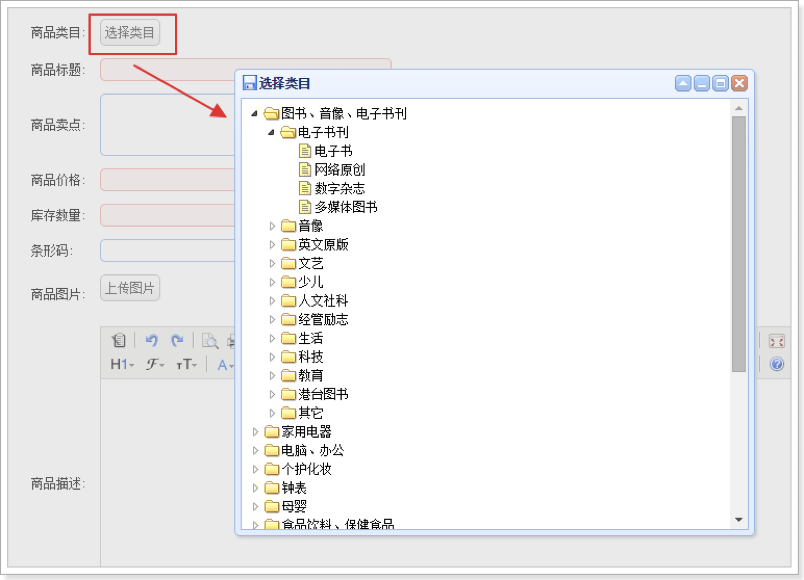 商品类目:
选择类目
商品标题:
商品卖点:
商品价格:
库存数量:
条形码:
商品图片:
上传图片
H1
F
тT
A
商品描述:
选择类目
图书、音像、电子书刊
电子书刊
电子书
网络原创
数字杂志
多媒体图书
音像
英文原版
文艺
少儿
人文社科
经管励志
生活
科技
教育
港台图书
其它
家用电器
电脑、办公
个护化妆
钟表
母婴
食品饮料、保健食品